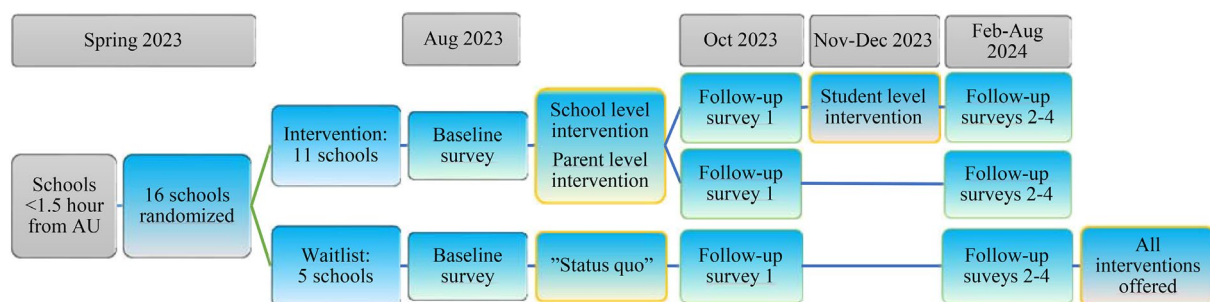 Spring 2023
Aug 2023
Oct 2023
Nov-Dec 2023
Feb-Aug
2024
Schools
<1.5 hour
from AU
16 schools
randomized
Intervention:
11 schools
Baseline
survey
School level
intervention
Parent level
intervention
Follow-up
survey 1
Student level
intervention
Follow-up
surveys 2-4
Follow-up
survey 1
Follow-up
surveys 2-4
Waitlist:
5 schools
Baseline
survey
”Status quo”
Follow-up
survey 1
Follow-up
suveys 2-4
All
interventions
offered